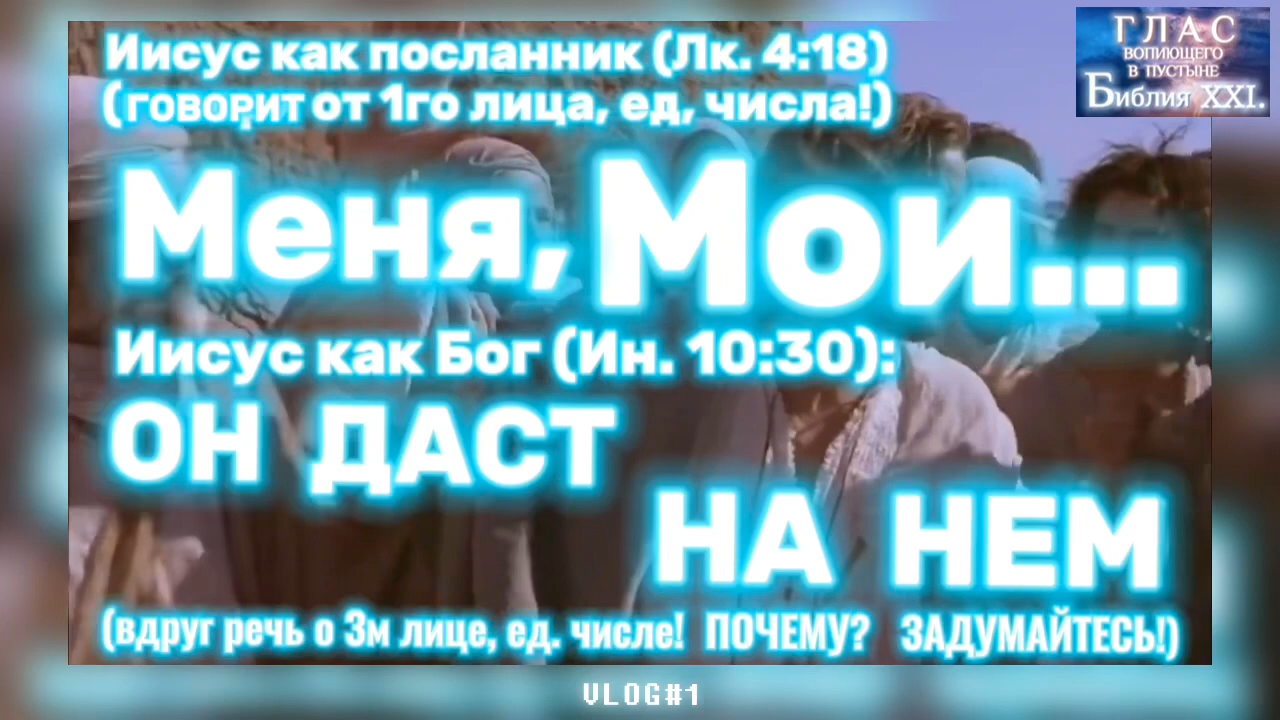 Иисус как посланник (Лк. 4:18)
(говорит от 1го лица, ед, числа!)
Меня, Мои...
Иисус как Бог (Ин. 10:30):
ОН ДАСТ
НА НЕМ
(вдруг речь о 3м лице, ед. числе! ПОЧЕМУ? ЗАДУМАЙТЕСЬ!)
ГЛАС
ВОПИЮЩЕГО
В ПУСТЫНЕ
Библия XXI.
VLOG#1